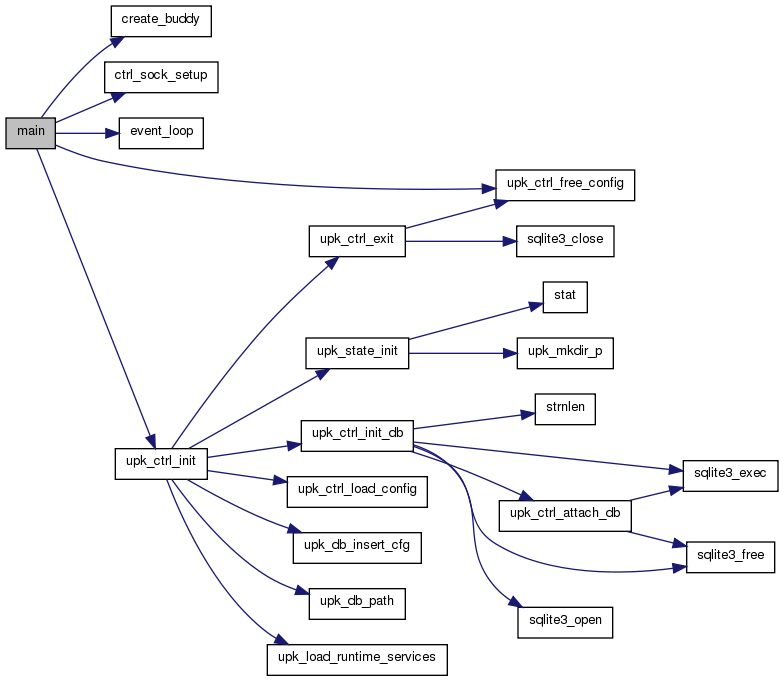 create_buddy
ctrl_sock_setup
main
event_loop
upk_ctrl_free_config
upk_ctrl_exit
sqlite3_close
stat
upk_state_init
upk_mkdir_p
strnlen
upk_ctrl_init_db
upk_ctrl_init
sqlite3_exec
upk_ctrl_load_config
upk_ctrl_attach_db
upk_db_insert_cfg
sqlite3_free
upk_db_path
sqlite3_open
upk_load_runtime_services